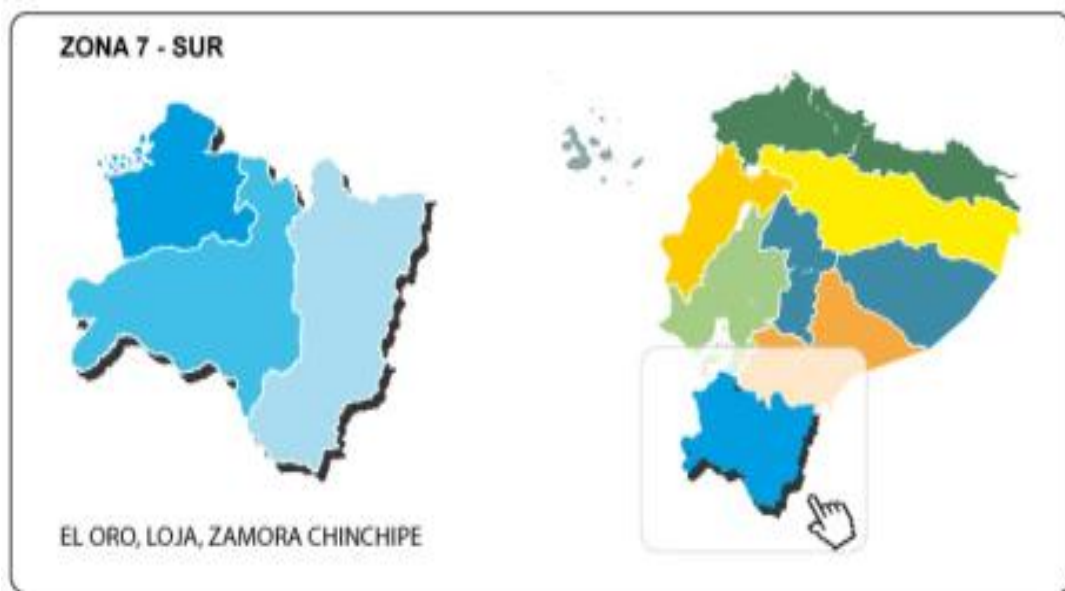 ZONA 7 - SUR
EL ORO, LOJA, ZAMORA CHINCHIPE